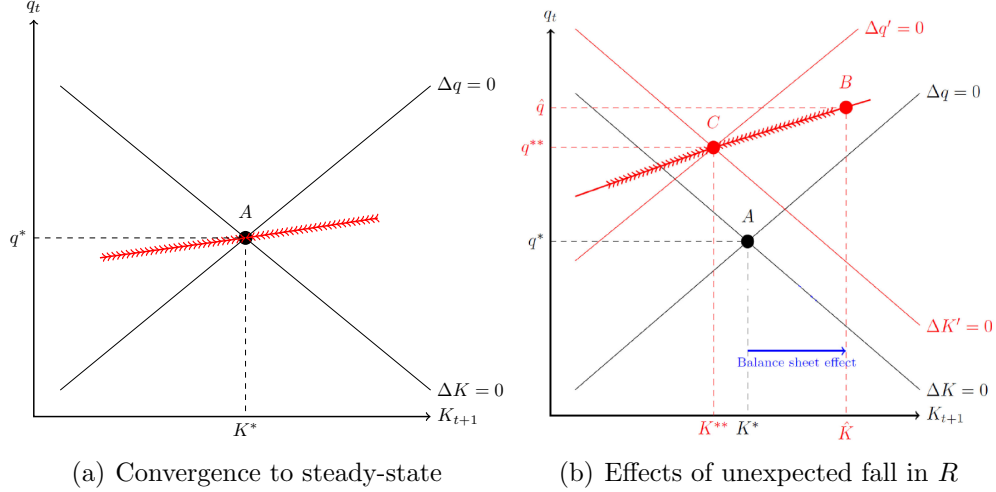 q_t
Δq = 0
A
q*
ΔK = 0
K_{t+1}
K*
(a) Convergence to steady-state
q_t
Δq′ = 0
B
q̂
Δq = 0
C
q**
A
q*
ΔK′ = 0
Balance sheet effect
ΔK = 0
K_{t+1}
K** K* K̂
(b) Effects of unexpected fall in R